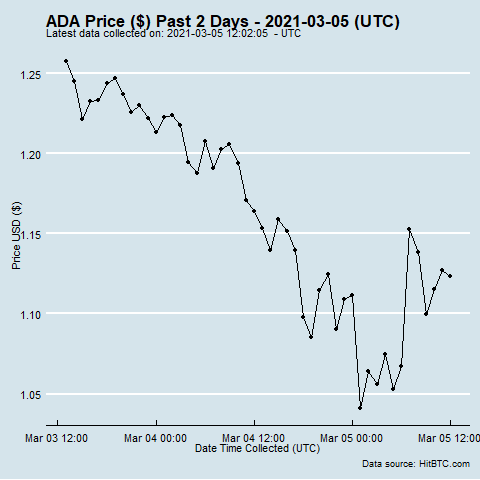 ADA Price ($) Past 2 Days - 2021-03-05 (UTC)
Latest data collected on: 2021-03-05 12:02:05 - UTC
1.25
1.20
1.15
1.10
1.05
Price USD ($)
Mar 03 12:00 Mar 04 00:00 Mar 04 12:00 Mar 05 00:00 Mar 05 12:00
Date Time Collected (UTC)
Data source: HitBTC.com